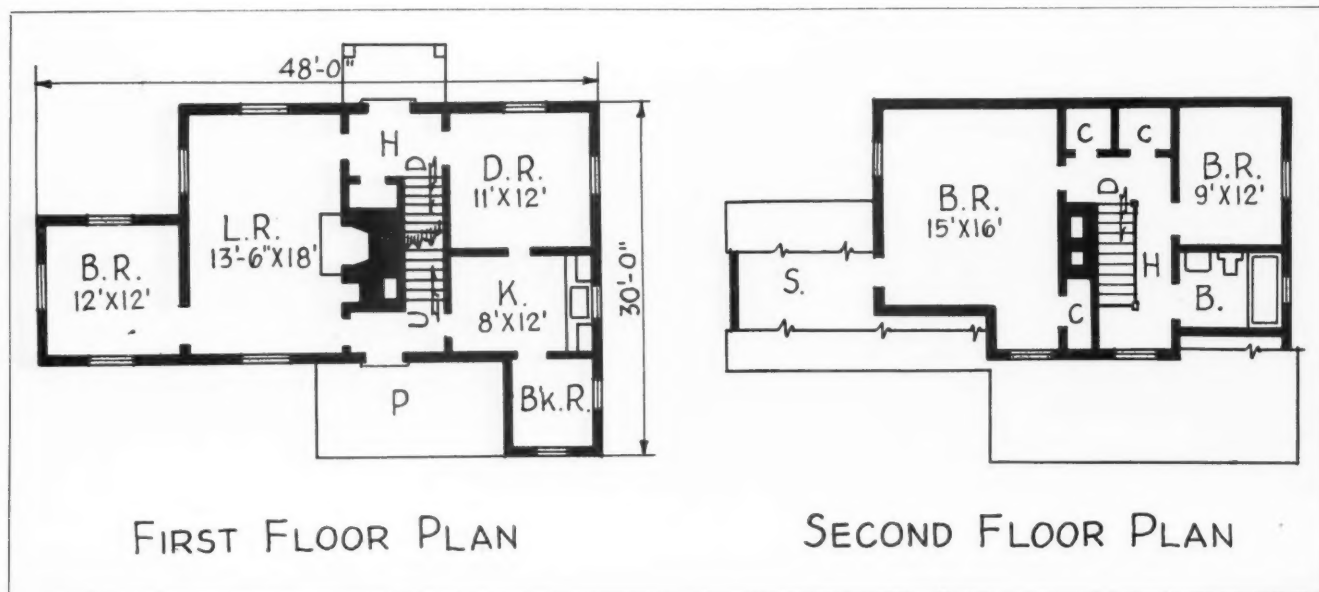 48'-0"
H
D
D.R.
11'X12'
L.R.
13'-6"X18'
B.R.
12'X12'
U
K.
8'X12'
30'-0"
P
Bk.R.
FIRST FLOOR PLAN
C
C
B.R.
9'X12'
D
B.R.
15'X16'
H
S.
B.
C
SECOND FLOOR PLAN